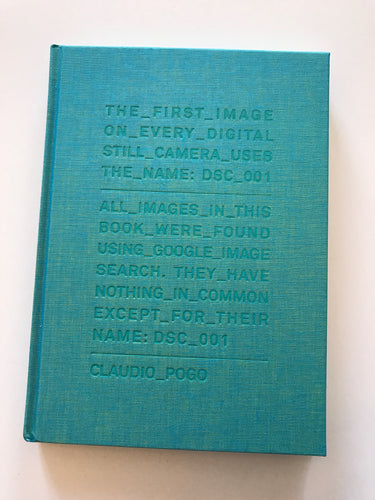 THE_FIRST_IMAGE
ON_EVERY_DIGITAL
STILL_CAMERA_USES
THE_NAME: DSC_001
ALL_IMAGES_IN_THIS
BOOK_WERE_FOUND
USING_GOOGLE_IMAGE
SEARCH. THEY_HAVE
NOTHING_IN_COMMON
EXCEPT_FOR_THEIR
NAME: DSC_001
CLAUDIO_POGO